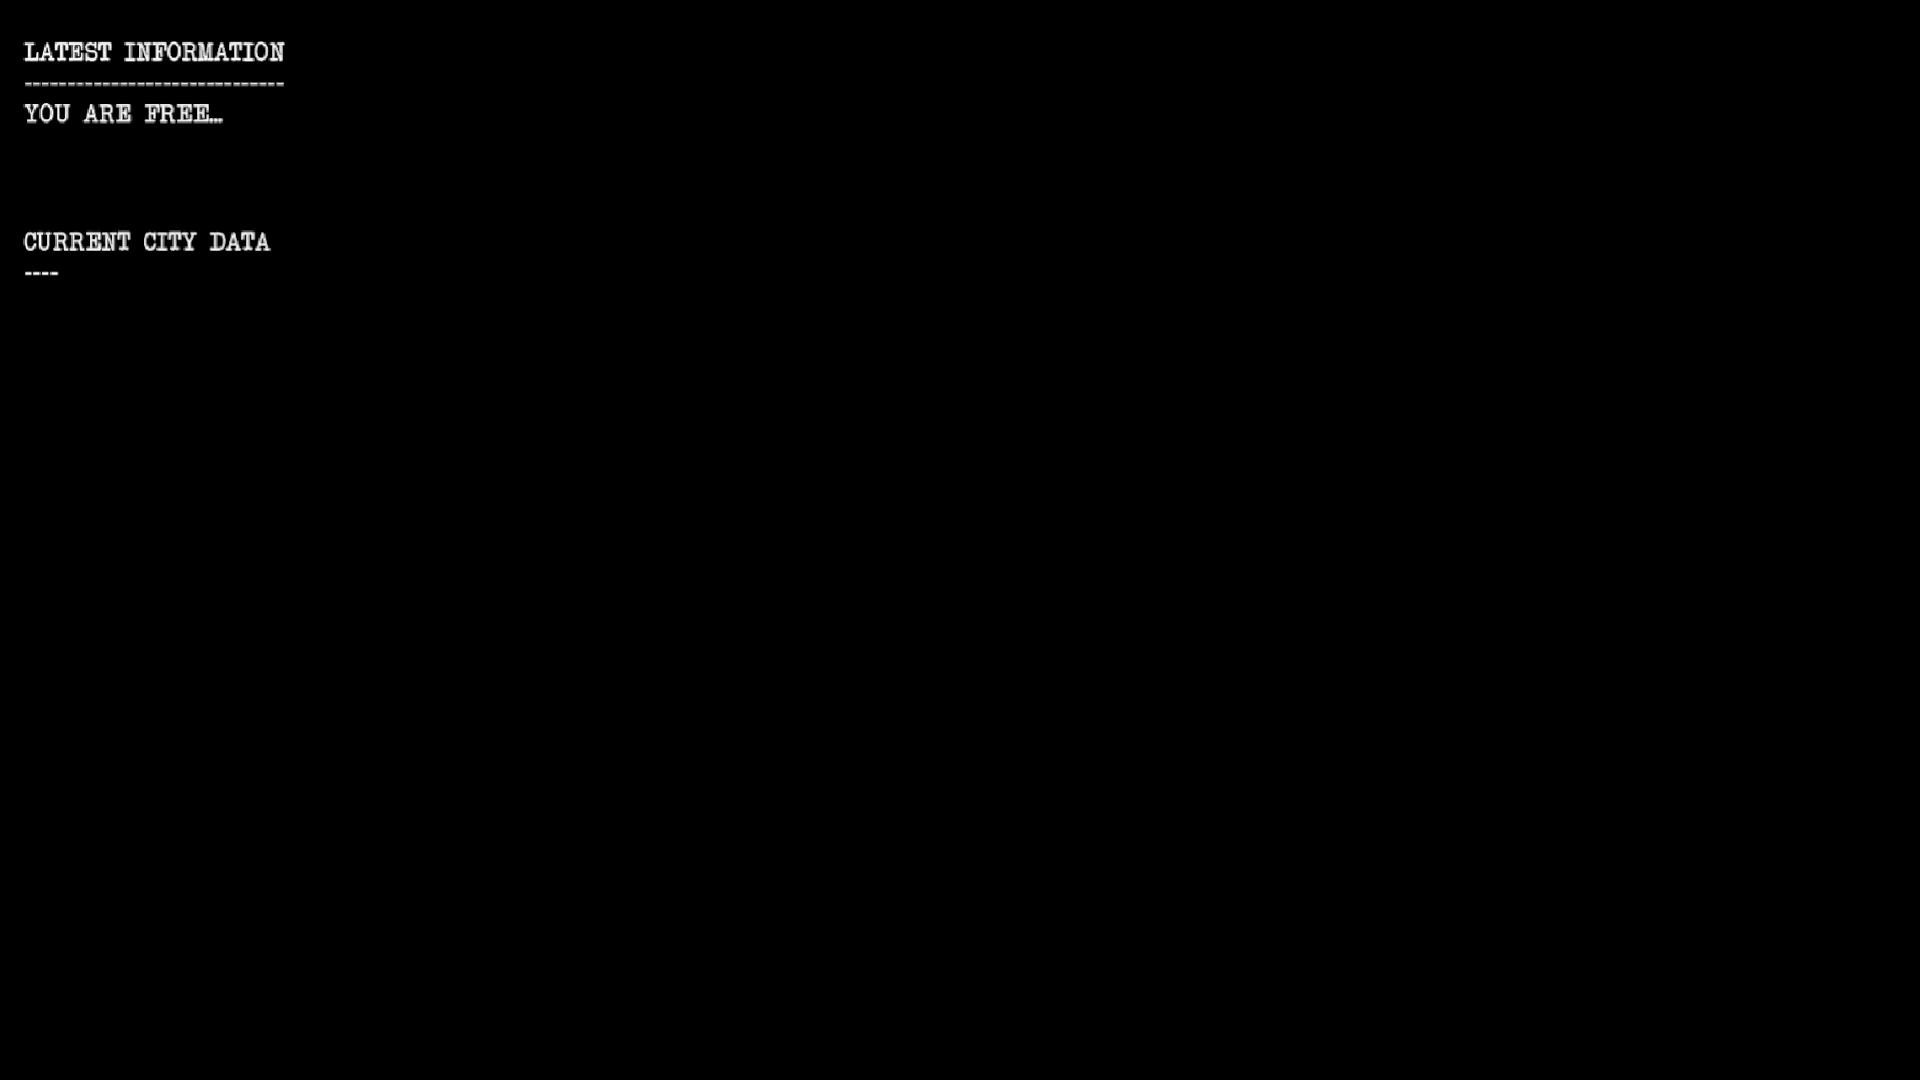 LATEST INFORMATION
------------------------------
YOU ARE FREE...
CURRENT CITY DATA
----